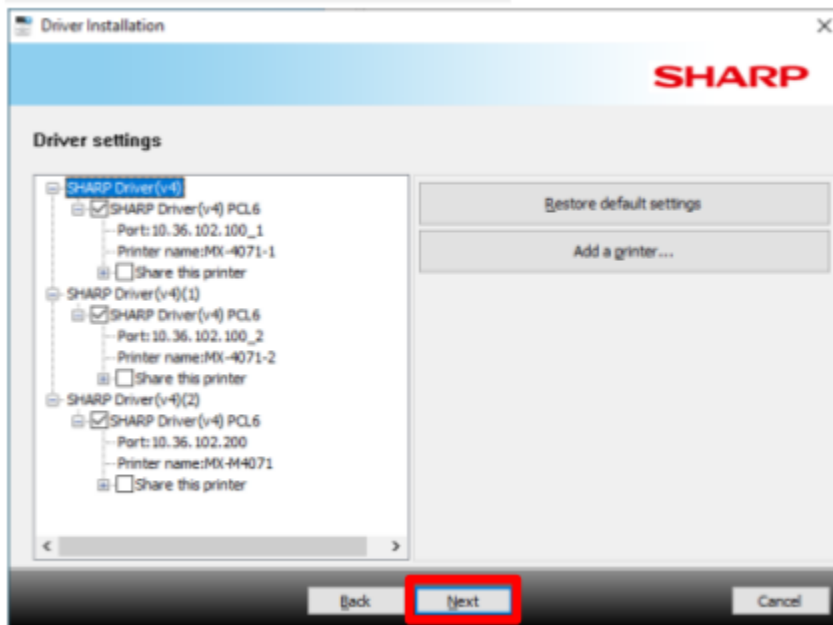 Driver Installation
SHARP
Driver settings
SHARP Driver(v4)
SHARP Driver(v4) PCL6
Port:10.36.102.100_1
Printer name:MX-4071-1
Share this printer
SHARP Driver(v4)(1)
SHARP Driver(v4) PCL6
Port:10.36.102.100_2
Printer name:MX-4071-2
Share this printer
SHARP Driver(v4)(2)
SHARP Driver(v4) PCL6
Port:10.36.102.200
Printer name:MX-M4071
Share this printer
Restore default settings
Add a printer...
Back
Next
Cancel